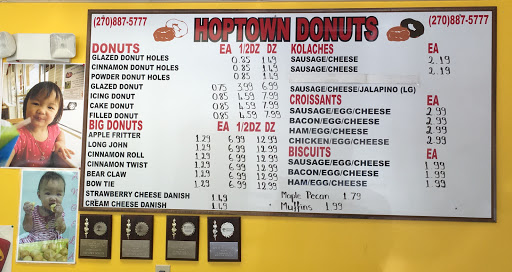 (270)887-5777
HOPTOWN DONUTS
(270)887-5777
DONUTS EA 1/2DZ DZ
GLAZED DONUT HOLES 0.85 1.49
CINNAMON DONUT HOLES 0.85 1.49
POWDER DONUT HOLES 0.85 1.49
GLAZED DONUT 0.75 3.99 6.99
ICING DONUT 0.85 4.59 7.99
CAKE DONUT 0.85 4.59 7.99
FILLED DONUT 0.85 4.59 7.99
BIG DONUTS EA 1/2DZ DZ
APPLE FRITTER 1.29 6.99 12.99
LONG JOHN 1.29 6.99 12.99
CINNAMON ROLL 1.29 6.99 12.99
CINNAMON TWIST 1.29 6.99 12.99
BEAR CLAW 1.29 6.99 12.99
BOW TIE 1.29 6.99 12.99
STRAWBERRY CHEESE DANISH 1.49
CREAM CHEESE DANISH 1.49
KOLACHES EA
SAUSAGE/CHEESE 2.19
SAUSAGE/CHEESE 2.19
SAUSAGE/CHEESE/JALAPINO (LG)
CROISSANTS EA
SAUSAGE/EGG/CHEESE 2.99
BACON/EGG/CHEESE 2.99
HAM/EGG/CHEESE 2.99
CHICKEN/EGG/CHEESE 2.99
BISCUITS EA
SAUSAGE/EGG/CHEESE 1.99
BACON/EGG/CHEESE 1.99
HAM/EGG/CHEESE 1.99
Maple Pecan 1.79
Muffins 1.99